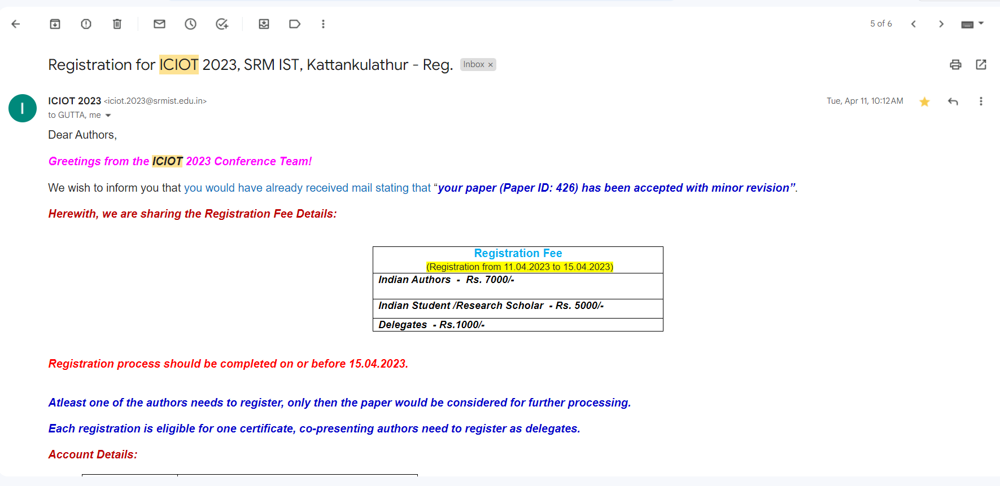 5 of 6
Registration for ICIOT 2023, SRM IST, Kattankulathur - Reg. Inbox ×
I
ICIOT 2023 <iciot.2023@srmist.edu.in>
Tue, Apr 11, 10:12 AM
to GUTTA, me
Dear Authors,
Greetings from the ICIOT 2023 Conference Team!
We wish to inform you that you would have already received mail stating that “your paper (Paper ID: 426) has been accepted with minor revision”.
Herewith, we are sharing the Registration Fee Details:
Registration Fee
(Registration from 11.04.2023 to 15.04.2023)
Indian Authors - Rs. 7000/-
Indian Student /Research Scholar - Rs. 5000/-
Delegates - Rs.1000/-
Registration process should be completed on or before 15.04.2023.
Atleast one of the authors needs to register, only then the paper would be considered for further processing.
Each registration is eligible for one certificate, co-presenting authors need to register as delegates.
Account Details: